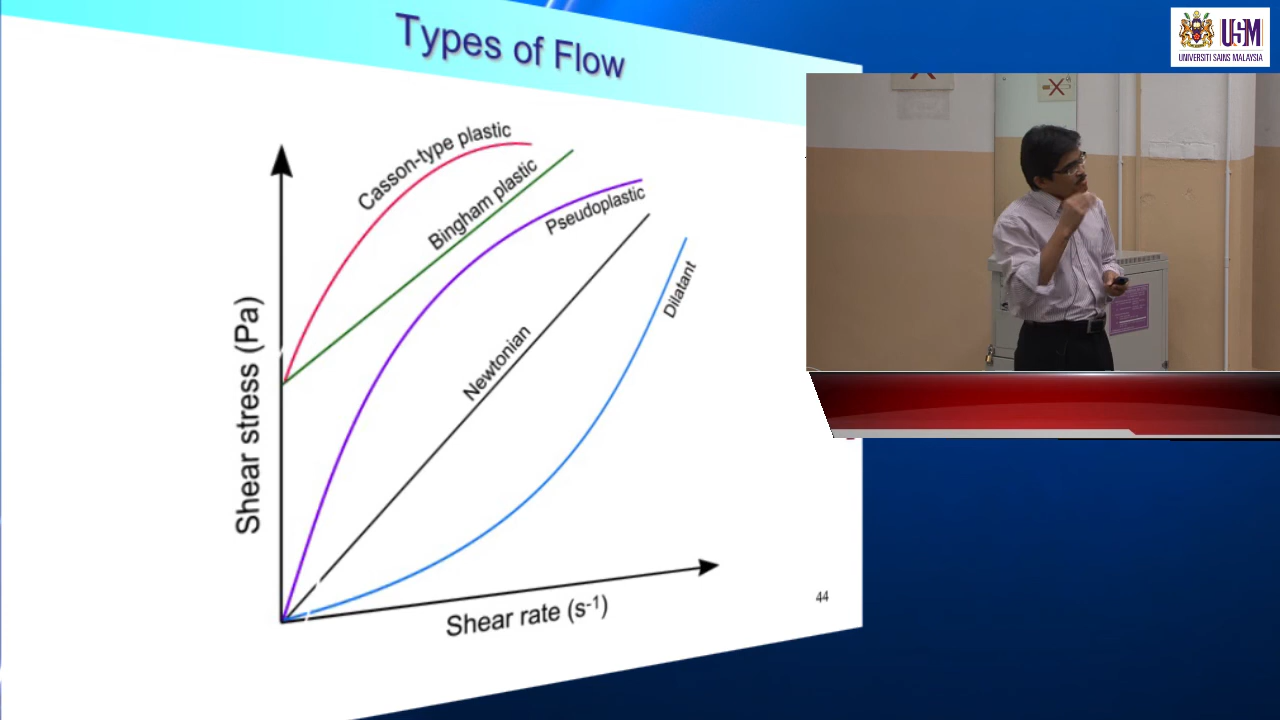 Types of Flow
USM
UNIVERSITI SAINS MALAYSIA
Casson-type plastic
Bingham plastic
Pseudoplastic
Dilatant
Newtonian
Shear stress (Pa)
Shear rate (s-1)
44